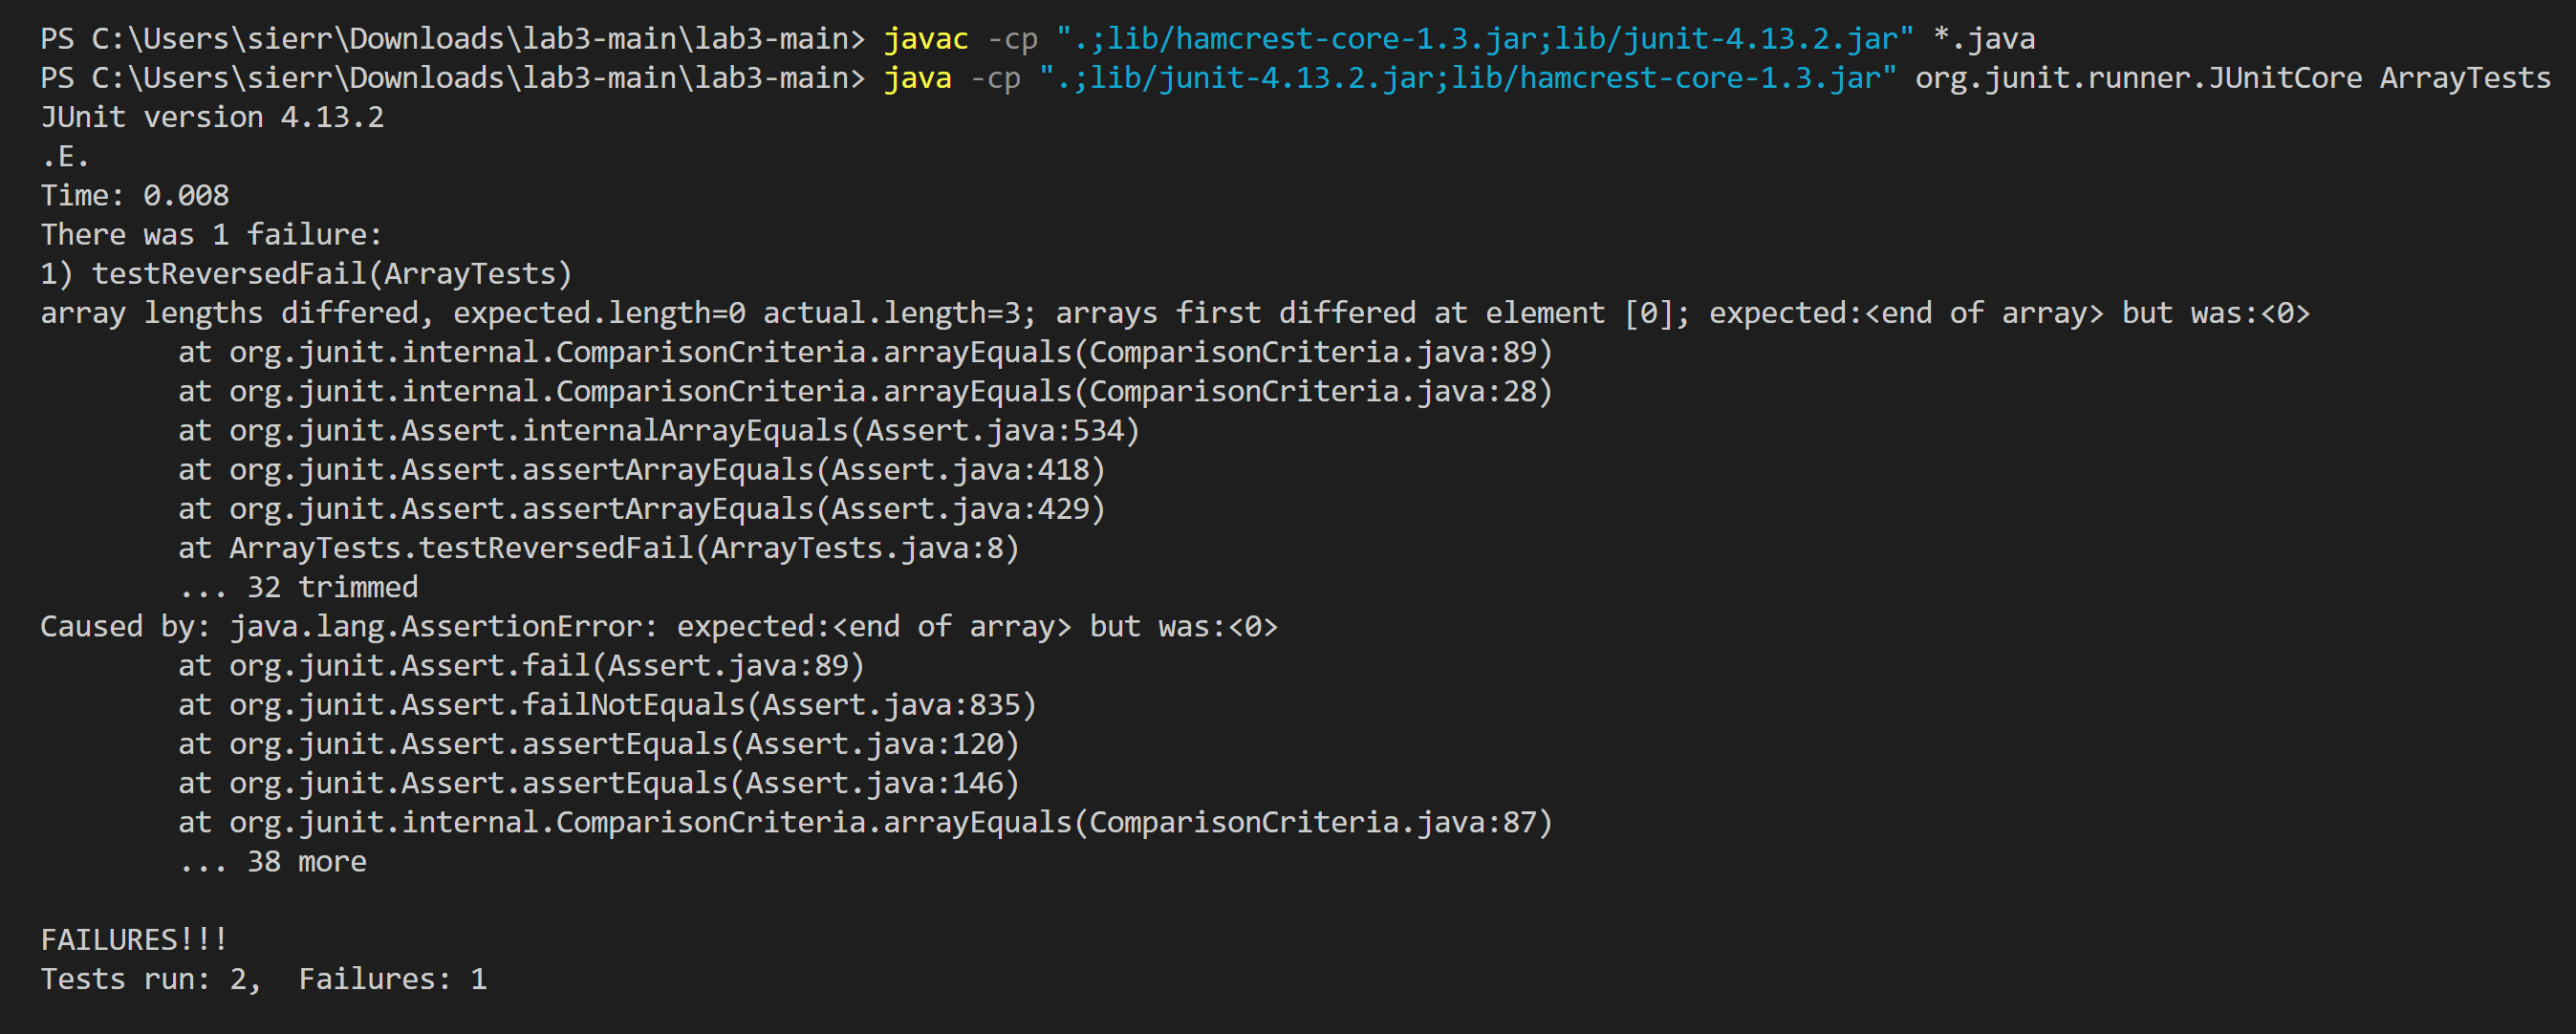 PS C:\Users\sierr\Downloads\lab3-main\lab3-main> javac -cp ".;lib/hamcrest-core-1.3.jar;lib/junit-4.13.2.jar" *.java
PS C:\Users\sierr\Downloads\lab3-main\lab3-main> java -cp ".;lib/junit-4.13.2.jar;lib/hamcrest-core-1.3.jar" org.junit.runner.JUnitCore ArrayTests
JUnit version 4.13.2
.E.
Time: 0.008
There was 1 failure:
1) testReversedFail(ArrayTests)
array lengths differed, expected.length=0 actual.length=3; arrays first differed at element [0]; expected:<end of array> but was:<0>
        at org.junit.internal.ComparisonCriteria.arrayEquals(ComparisonCriteria.java:89)
        at org.junit.internal.ComparisonCriteria.arrayEquals(ComparisonCriteria.java:28)
        at org.junit.Assert.internalArrayEquals(Assert.java:534)
        at org.junit.Assert.assertArrayEquals(Assert.java:418)
        at org.junit.Assert.assertArrayEquals(Assert.java:429)
        at ArrayTests.testReversedFail(ArrayTests.java:8)
        ... 32 trimmed
Caused by: java.lang.AssertionError: expected:<end of array> but was:<0>
        at org.junit.Assert.fail(Assert.java:89)
        at org.junit.Assert.failNotEquals(Assert.java:835)
        at org.junit.Assert.assertEquals(Assert.java:120)
        at org.junit.Assert.assertEquals(Assert.java:146)
        at org.junit.internal.ComparisonCriteria.arrayEquals(ComparisonCriteria.java:87)
        ... 38 more

FAILURES!!!
Tests run: 2,  Failures: 1